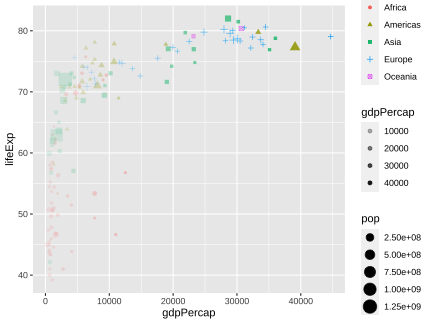 Africa
Americas
Asia
Europe
Oceania
gdpPercap
10000
20000
30000
40000
pop
2.50e+08
5.00e+08
7.50e+08
1.00e+09
1.25e+09
lifeExp
80
70
60
50
40
0
10000
20000
30000
40000
gdpPercap